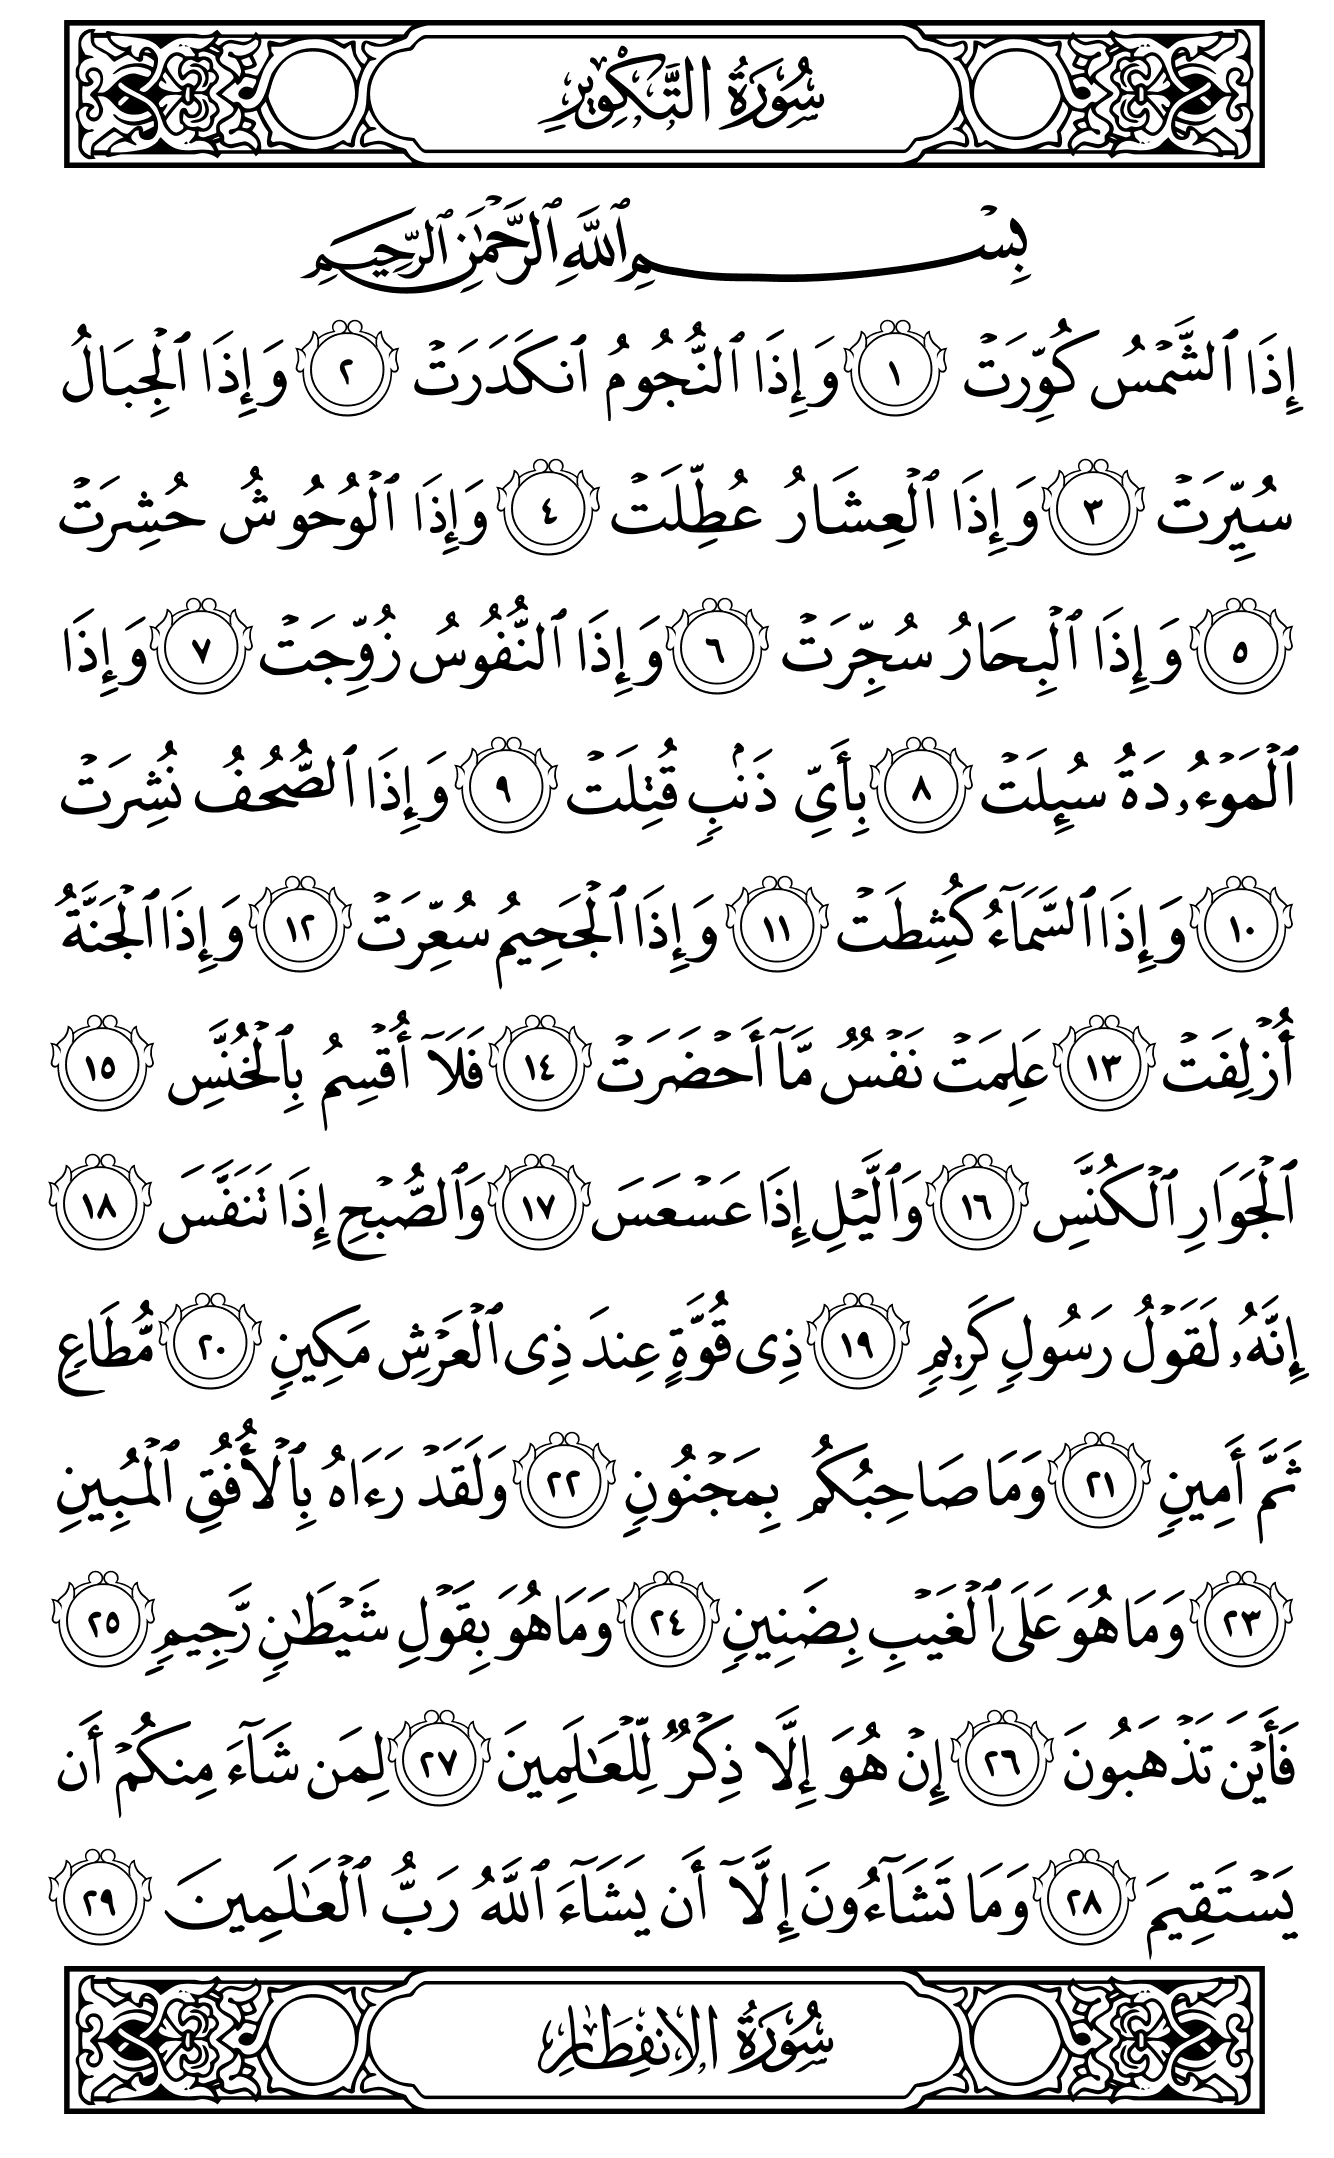 سُورَةُ التَّكْوِيرِ
بِسْمِ ٱللَّهِ ٱلرَّحْمَٰنِ ٱلرَّحِيمِ
إِذَا ٱلشَّمْسُ كُوِّرَتْ ١ وَإِذَا ٱلنُّجُومُ ٱنكَدَرَتْ ٢ وَإِذَا ٱلْجِبَالُ
سُيِّرَتْ ٣ وَإِذَا ٱلْعِشَارُ عُطِّلَتْ ٤ وَإِذَا ٱلْوُحُوشُ حُشِرَتْ
٥ وَإِذَا ٱلْبِحَارُ سُجِّرَتْ ٦ وَإِذَا ٱلنُّفُوسُ زُوِّجَتْ ٧ وَإِذَا
ٱلْمَوْءُۥدَةُ سُئِلَتْ ٨ بِأَىِّ ذَنۢبٍ قُتِلَتْ ٩ وَإِذَا ٱلصُّحُفُ نُشِرَتْ
١٠ وَإِذَا ٱلسَّمَآءُ كُشِطَتْ ١١ وَإِذَا ٱلْجَحِيمُ سُعِّرَتْ ١٢ وَإِذَا ٱلْجَنَّةُ
أُزْلِفَتْ ١٣ عَلِمَتْ نَفْسٌ مَّآ أَحْضَرَتْ ١٤ فَلَآ أُقْسِمُ بِٱلْخُنَّسِ ١٥
ٱلْجَوَارِ ٱلْكُنَّسِ ١٦ وَٱلَّيْلِ إِذَا عَسْعَسَ ١٧ وَٱلصُّبْحِ إِذَا تَنَفَّسَ ١٨
إِنَّهُۥ لَقَوْلُ رَسُولٍ كَرِيمٍ ١٩ ذِى قُوَّةٍ عِندَ ذِى ٱلْعَرْشِ مَكِينٍ ٢٠ مُّطَاعٍ
ثَمَّ أَمِينٍ ٢١ وَمَا صَاحِبُكُم بِمَجْنُونٍ ٢٢ وَلَقَدْ رَءَاهُ بِٱلْأُفُقِ ٱلْمُبِينِ
٢٣ وَمَا هُوَ عَلَى ٱلْغَيْبِ بِضَنِينٍ ٢٤ وَمَا هُوَ بِقَوْلِ شَيْطَٰنٍ رَّجِيمٍ ٢٥
فَأَيْنَ تَذْهَبُونَ ٢٦ إِنْ هُوَ إِلَّا ذِكْرٌ لِّلْعَٰلَمِينَ ٢٧ لِمَن شَآءَ مِنكُمْ أَن
يَسْتَقِيمَ ٢٨ وَمَا تَشَآءُونَ إِلَّآ أَن يَشَآءَ ٱللَّهُ رَبُّ ٱلْعَٰلَمِينَ ٢٩
سُورَةُ الانفِطَارِ